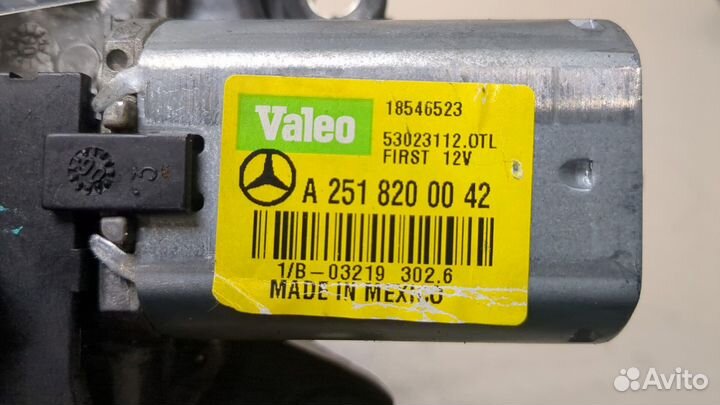 Valeo
18546523
53023112.OTL
FIRST 12V
A 251 820 00 42
1/B-03219 302.6
MADE IN MEXICO
Avito